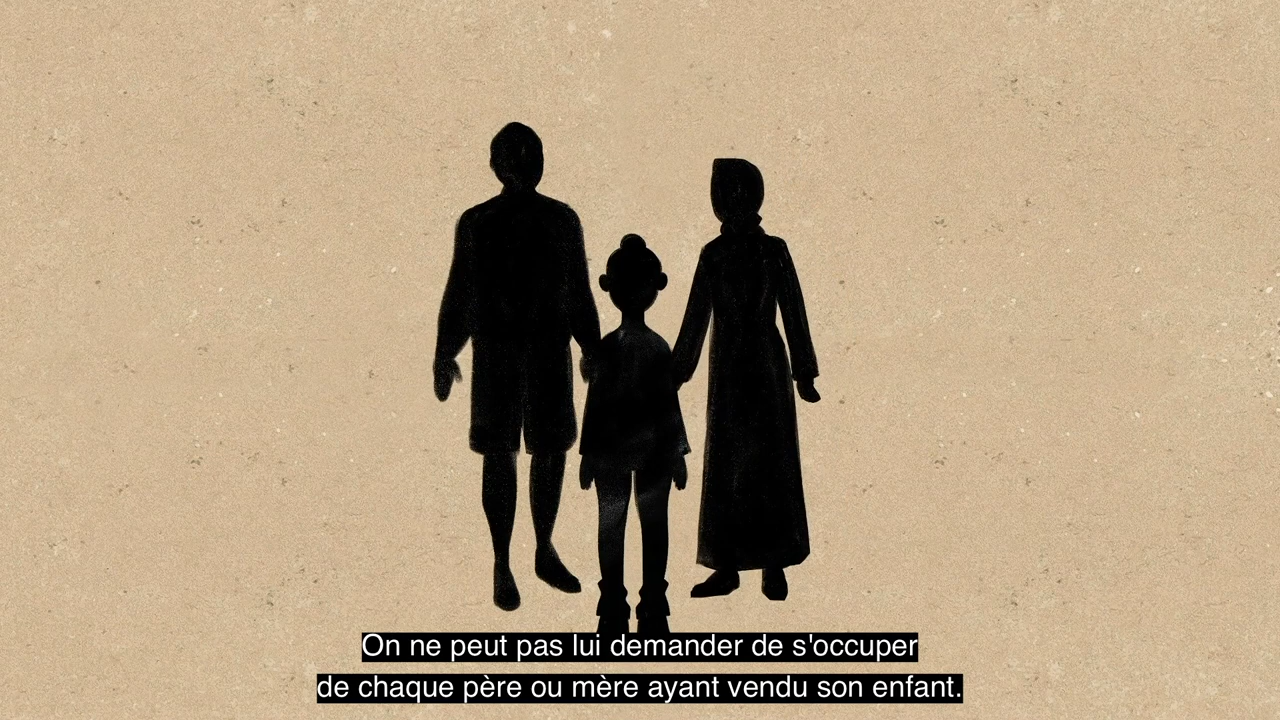 On ne peut pas lui demander de s'occuper
de chaque père ou mère ayant vendu son enfant.